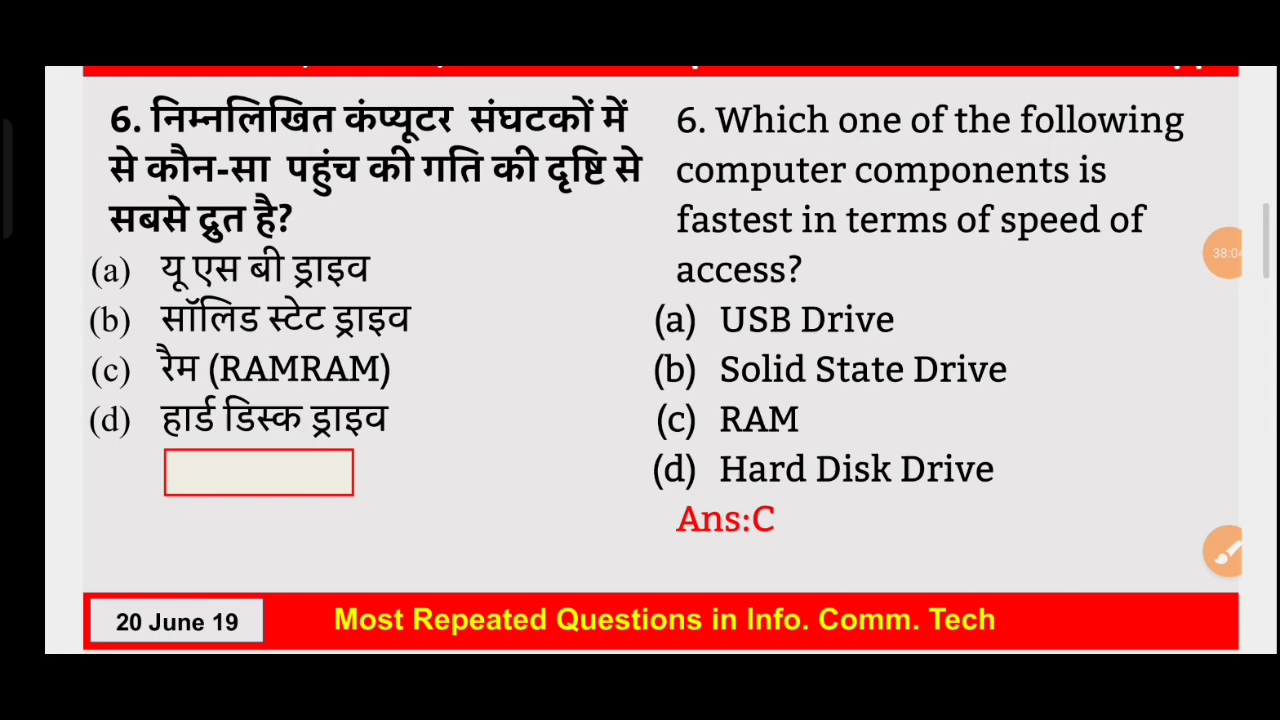 6. निम्नलिखित कंप्यूटर संघटकों में
से कौन-सा पहुंच की गति की दृष्टि से
सबसे द्रुत है?
(a) यू एस बी ड्राइव
(b) सॉलिड स्टेट ड्राइव
(c) रैम (RAMRAM)
(d) हार्ड डिस्क ड्राइव
6. Which one of the following
computer components is
fastest in terms of speed of
access?
(a) USB Drive
(b) Solid State Drive
(c) RAM
(d) Hard Disk Drive
Ans:C
38:04
20 June 19
Most Repeated Questions in Info. Comm. Tech